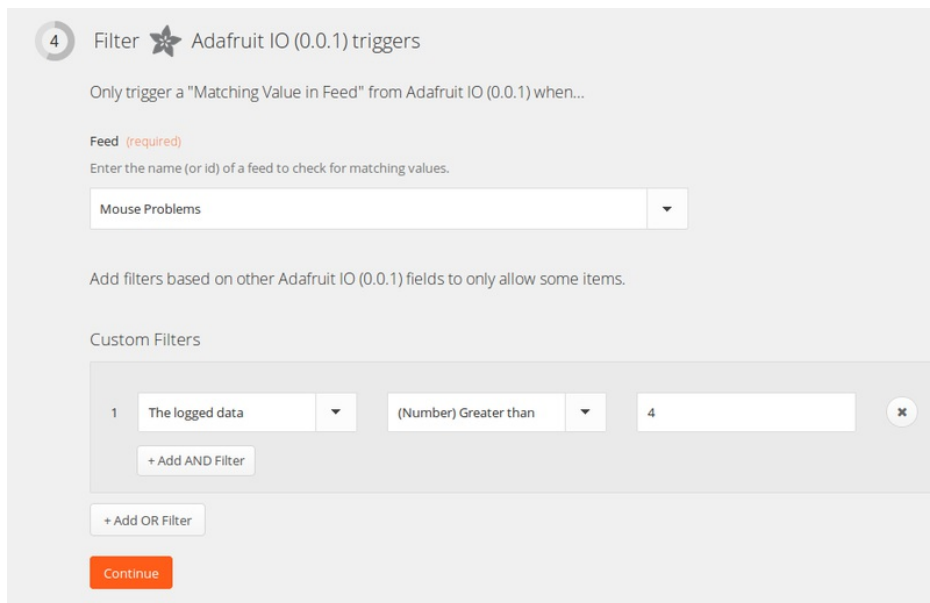 4 Filter Adafruit IO (0.0.1) triggers
Only trigger a "Matching Value in Feed" from Adafruit IO (0.0.1) when...
Feed (required)
Enter the name (or id) of a feed to check for matching values.
Mouse Problems
Add filters based on other Adafruit IO (0.0.1) fields to only allow some items.
Custom Filters
1 The logged data (Number) Greater than 4
+ Add AND Filter
+ Add OR Filter
Continue